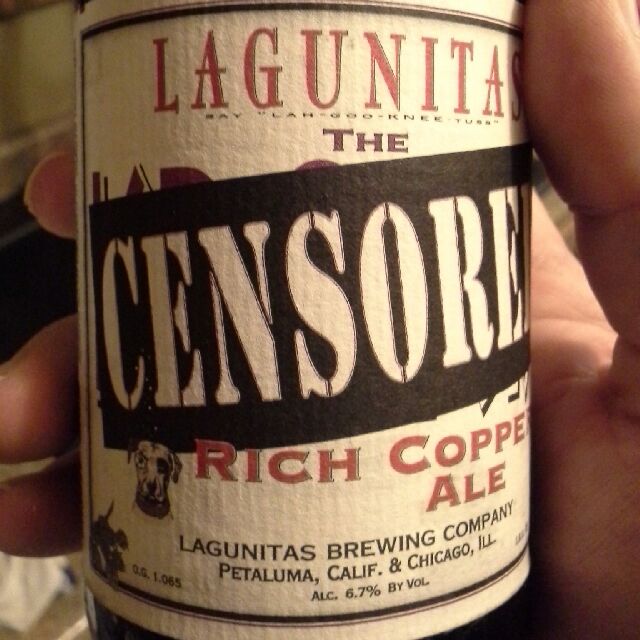 LAGUNITAS
SAY "LAH-GOO-KNEE-TUSS"
THE
CENSORE
RICH COPPE
ALE
LAGUNITAS BREWING COMPANY
PETALUMA, CALIF. & CHICAGO, ILL.
O.G. 1.065
ALC. 6.7% BY VOL.